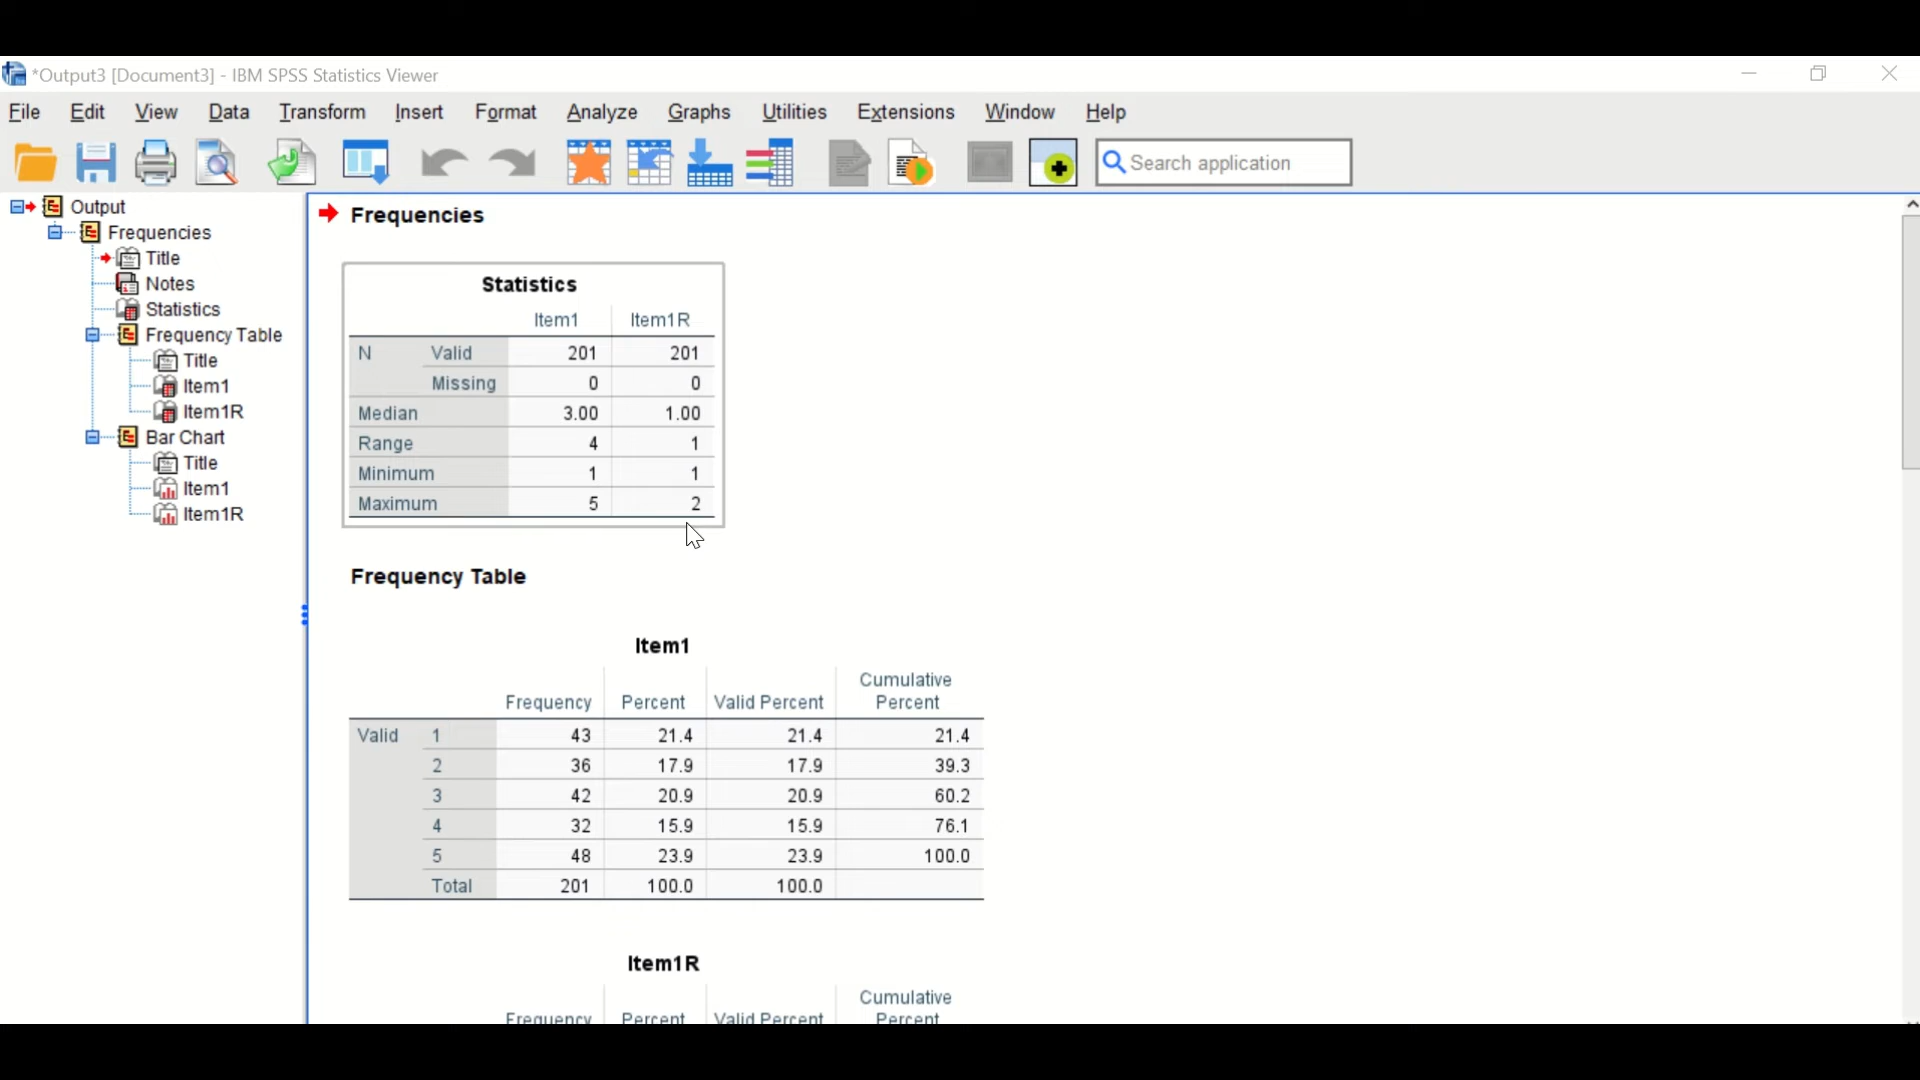 *Output3 [Document3] - IBM SPSS Statistics Viewer
File Edit View Data Transform Insert Format Analyze Graphs Utilities Extensions Window Help
Search application
Output
Frequencies
Title
Notes
Statistics
Frequency Table
Title
Item1
Item1R
Bar Chart
Title
Item1
Item1R
Frequencies
Statistics
Item1 Item1R
N Valid 201 201
Missing 0 0
Median 3.00 1.00
Range 4 1
Minimum 1 1
Maximum 5 2
Frequency Table
Item1
Frequency Percent Valid Percent Cumulative Percent
Valid 1 43 21.4 21.4 21.4
2 36 17.9 17.9 39.3
3 42 20.9 20.9 60.2
4 32 15.9 15.9 76.1
5 48 23.9 23.9 100.0
Total 201 100.0 100.0
Item1R
Frequency Percent Valid Percent Cumulative Percent